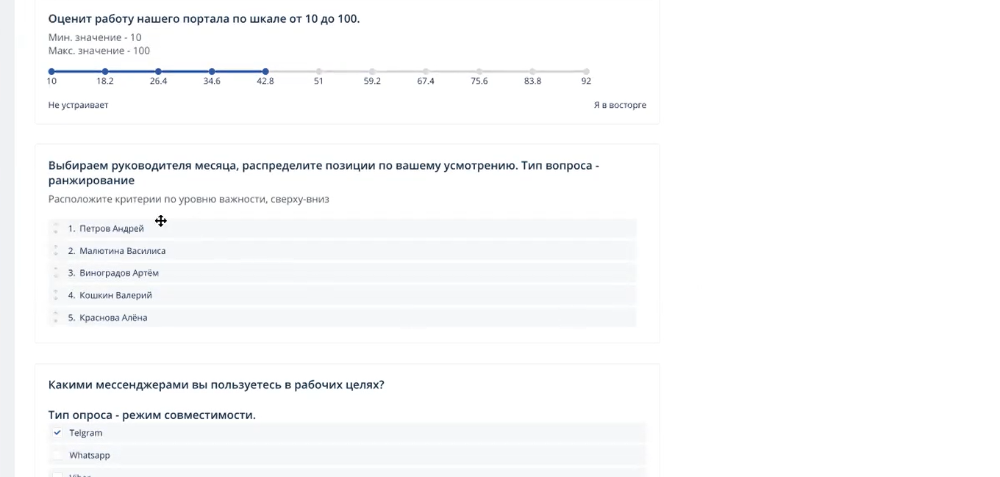 Оценит работу нашего портала по шкале от 10 до 100.
Мин. значение - 10
Макс. значение - 100
10 18.2 26.4 34.6 42.8 51 59.2 67.4 75.6 83.8 92
Не устраивает Я в восторге
Выбираем руководителя месяца, распределите позиции по вашему усмотрению. Тип вопроса -
ранжирование
Расположите критерии по уровню важности, сверху-вниз
1. Петров Андрей
2. Малютина Василиса
3. Виноградов Артём
4. Кошкин Валерий
5. Краснова Алёна
Какими мессенджерами вы пользуетесь в рабочих целях?
Тип опроса - режим совместимости.
Telgram
Whatsapp